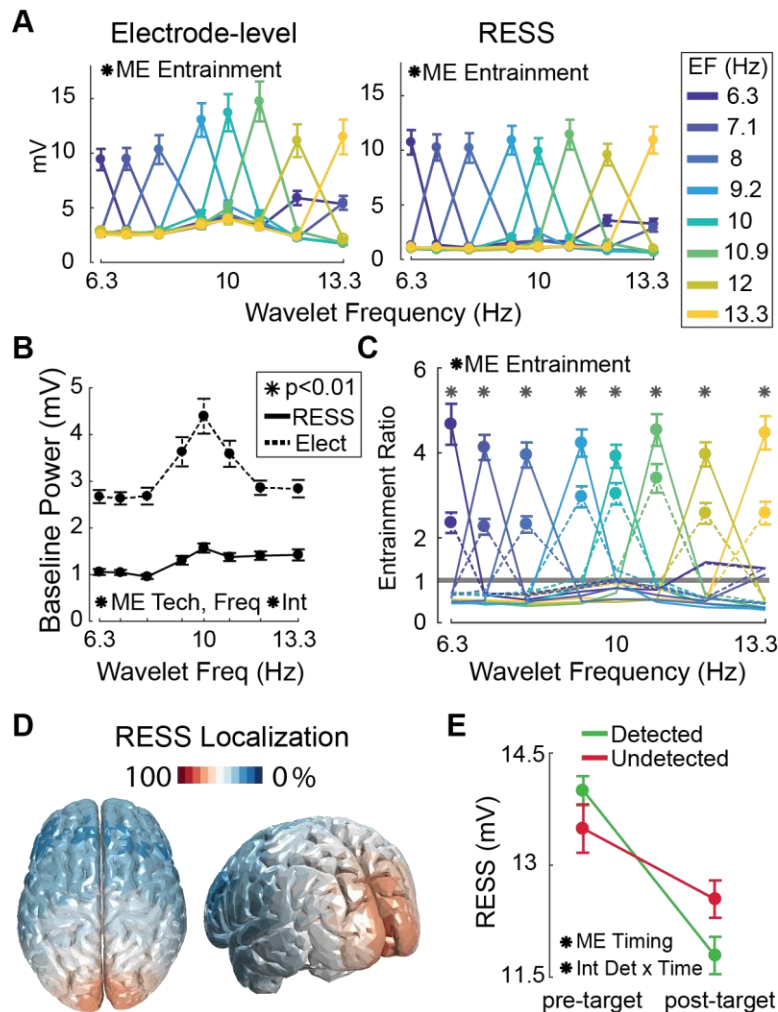 A
Electrode-level
RESS
EF (Hz)
✱ME Entrainment
✱ME Entrainment
6.3
7.1
8
9.2
10
10.9
12
13.3
15
10
5
0
mV
15
10
5
0
6.3
10
13.3
6.3
10
13.3
Wavelet Frequency (Hz)
Wavelet Frequency (Hz)
B
✱ p<0.01
RESS
Elect
5
4
3
2
1
0
Baseline Power (mV)
✱ME Tech, Freq ✱Int
6.3
10
13.3
Wavelet Freq (Hz)
C
✱ME Entrainment
✱ ✱ ✱ ✱ ✱ ✱ ✱ ✱
6
4
2
1
0
Entrainment Ratio
6.3
10
13.3
Wavelet Frequency (Hz)
D
RESS Localization
100 0 %
E
Detected
Undetected
14.5
13
11.5
RESS (mV)
✱ ME Timing
✱ Int Det x Time
pre-target post-target